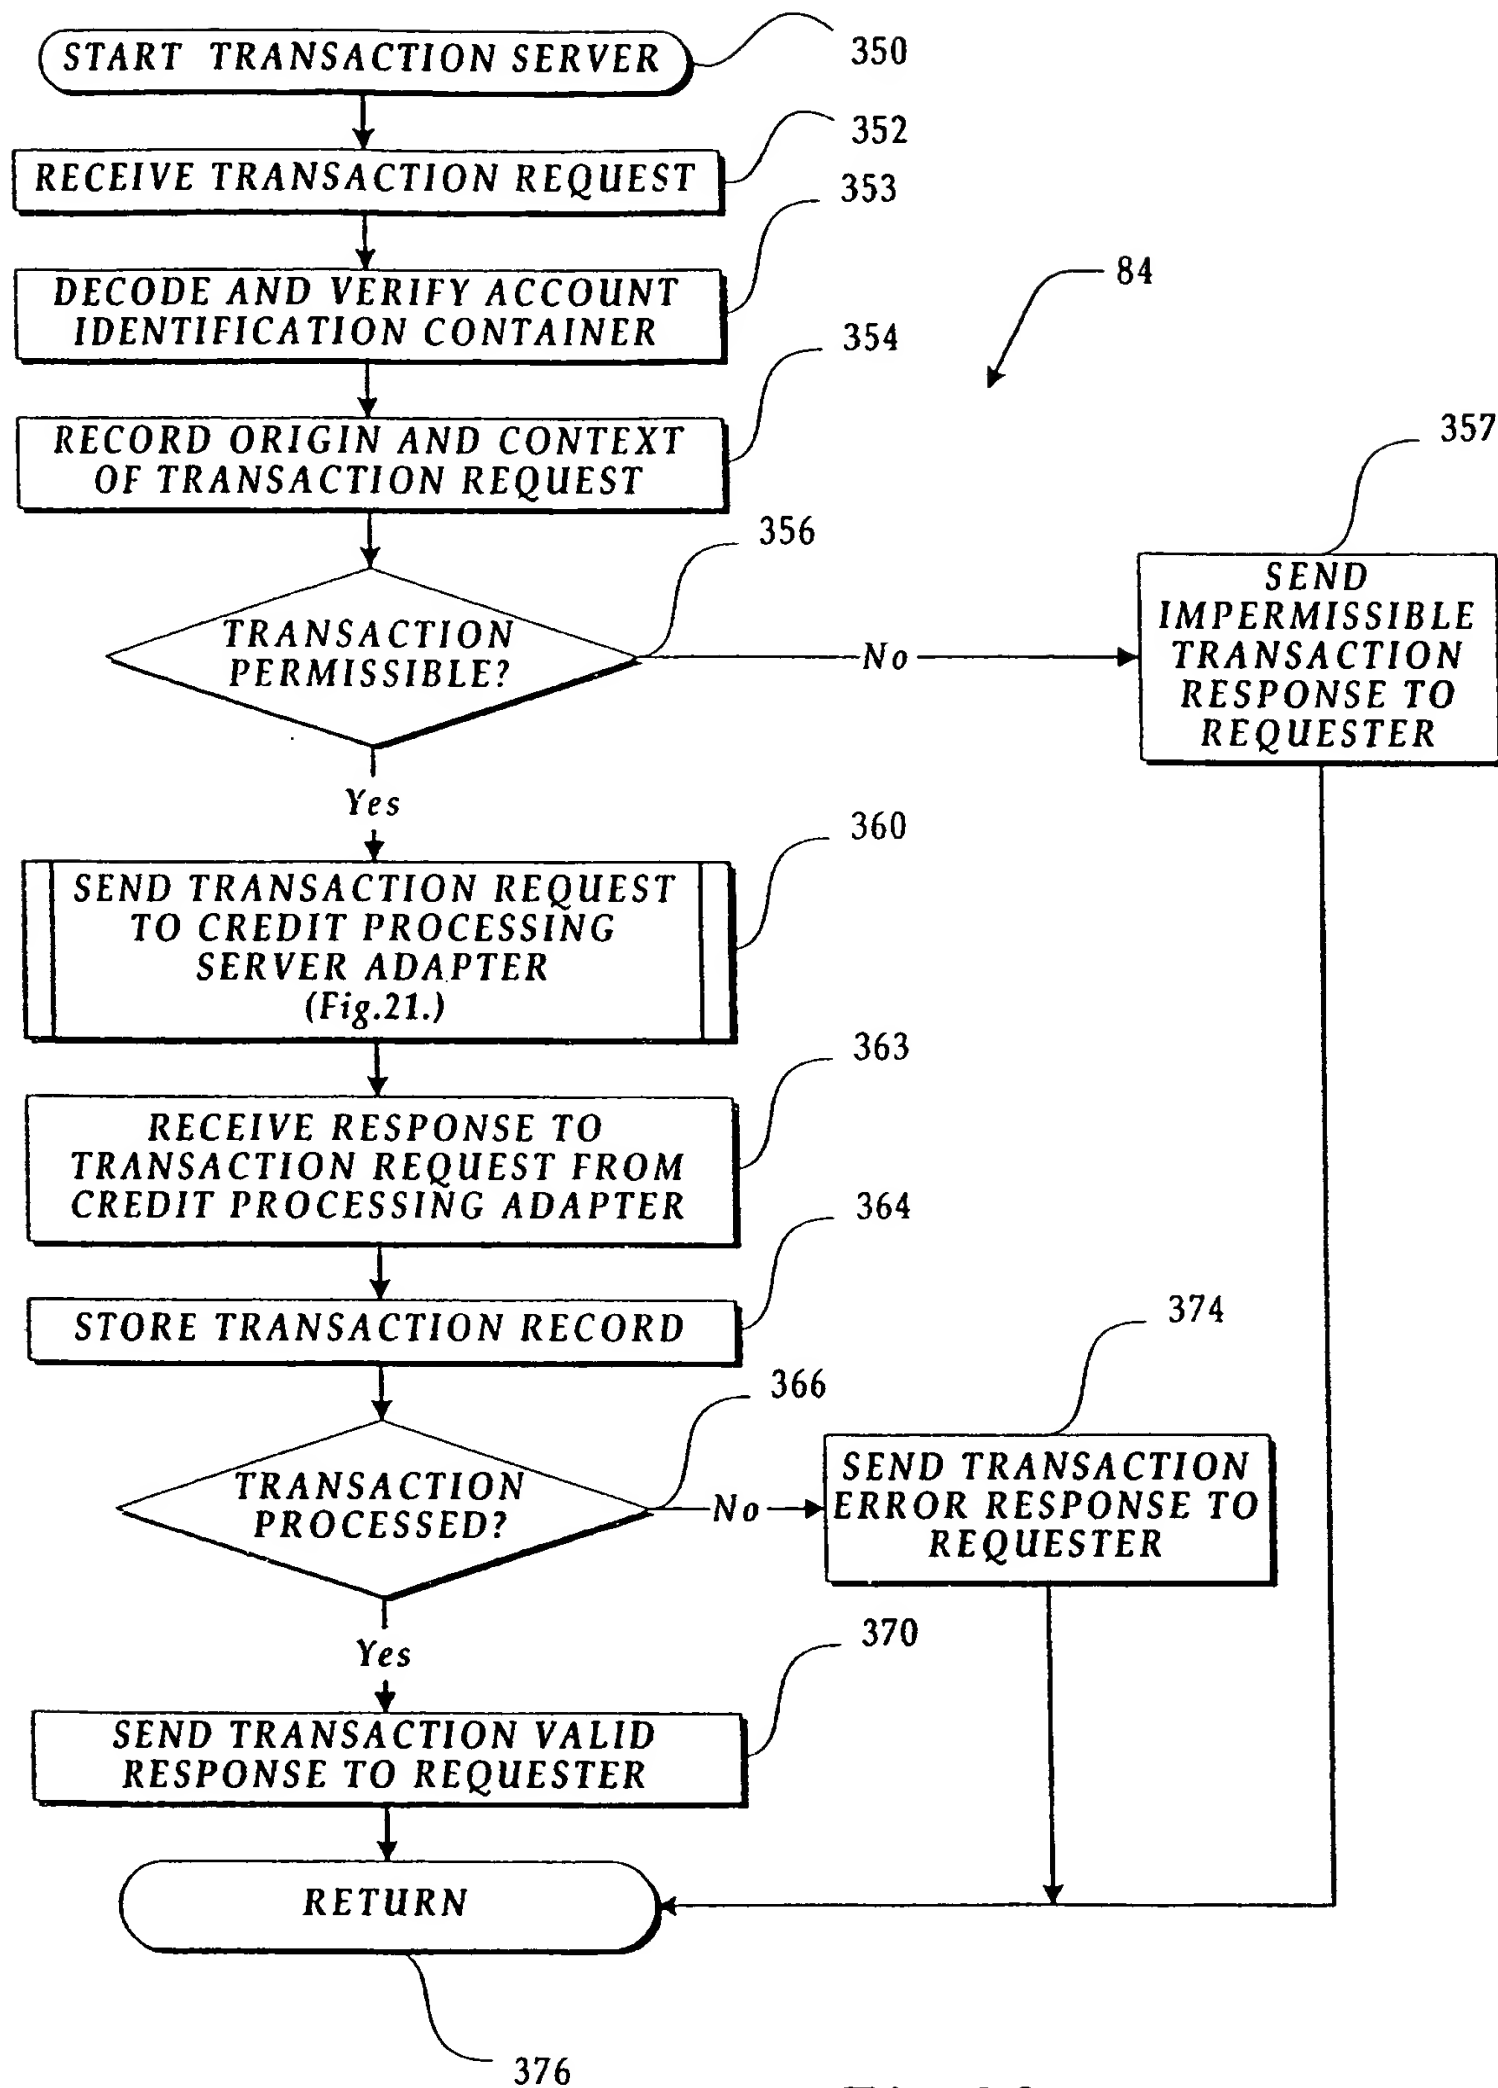 START TRANSACTION SERVER
350
RECEIVE TRANSACTION REQUEST
352
DECODE AND VERIFY ACCOUNT
IDENTIFICATION CONTAINER
353
84
RECORD ORIGIN AND CONTEXT
OF TRANSACTION REQUEST
354
TRANSACTION
PERMISSIBLE?
356
No
357
SEND
IMPERMISSIBLE
TRANSACTION
RESPONSE TO
REQUESTER
Yes
SEND TRANSACTION REQUEST
TO CREDIT PROCESSING
SERVER ADAPTER
(Fig.21.)
360
RECEIVE RESPONSE TO
TRANSACTION REQUEST FROM
CREDIT PROCESSING ADAPTER
363
STORE TRANSACTION RECORD
364
TRANSACTION
PROCESSED?
366
No
374
SEND TRANSACTION
ERROR RESPONSE TO
REQUESTER
Yes
SEND TRANSACTION VALID
RESPONSE TO REQUESTER
370
RETURN
376